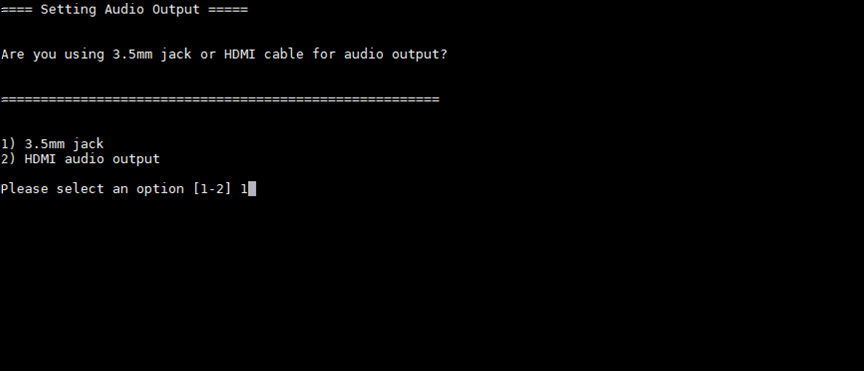 ==== Setting Audio Output =====
Are you using 3.5mm jack or HDMI cable for audio output?
=======================================================
1) 3.5mm jack
2) HDMI audio output
Please select an option [1-2] 1